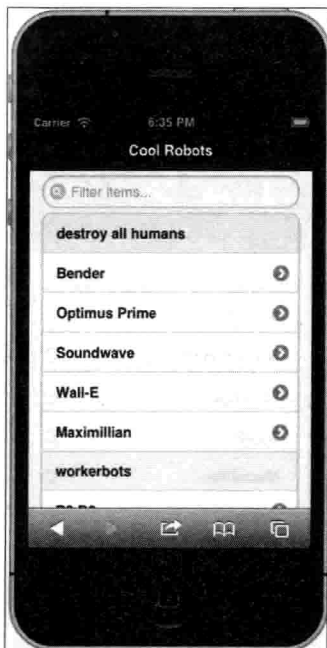 Carrier 6:35 PM
Cool Robots
Filter items...
destroy all humans
Bender
Optimus Prime
Soundwave
Wall-E
Maximillian
workerbots